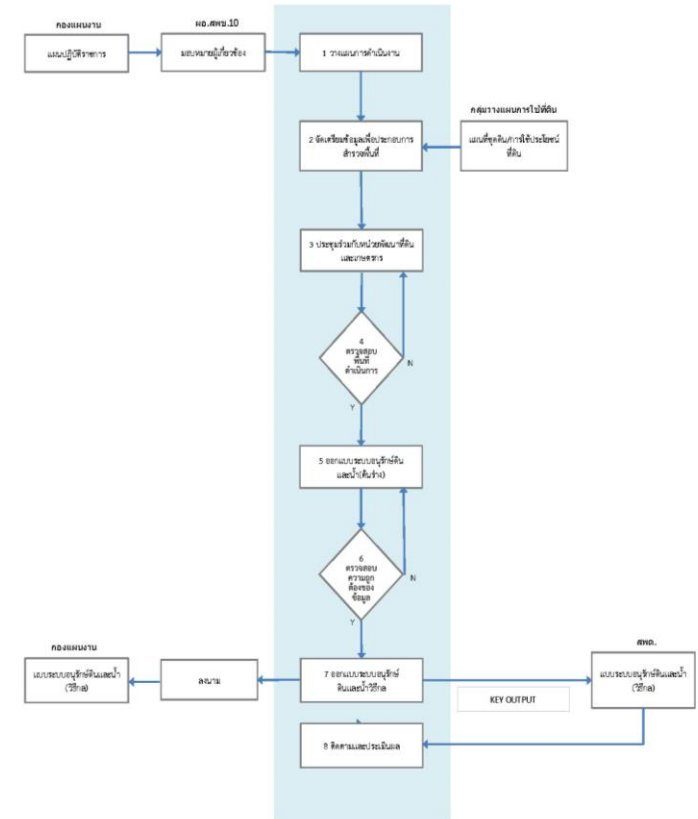 กองแผนงาน
ผอ.สพข.10
แผนปฏิบัติราชการ
มอบหมายผู้เกี่ยวข้อง
1 วางแผนการดำเนินงาน
กลุ่มวางแผนการใช้ที่ดิน
2 จัดเตรียมข้อมูลเพื่อประกอบการ
สำรวจพื้นที่
แผนที่ชุดดิน/การใช้ประโยชน์
ที่ดิน
3 ประชุมร่วมกับหน่วยพัฒนาที่ดิน
และเกษตรกร
4
ตรวจสอบ
พื้นที่
ดำเนินการ
N
Y
5 ออกแบบระบบอนุรักษ์ดิน
และน้ำ(ต้นร่าง)
6
ตรวจสอบ
ความถูก
ต้องของ
ข้อมูล
N
Y
กองแผนงาน
สพด.
แบบระบบอนุรักษ์ดินและน้ำ
(วิธีกล)
ลงนาม
7 ออกแบบระบบอนุรักษ์
ดินและน้ำวิธีกล
KEY OUTPUT
แบบระบบอนุรักษ์ดินและน้ำ
(วิธีกล)
8 ติดตามและประเมินผล